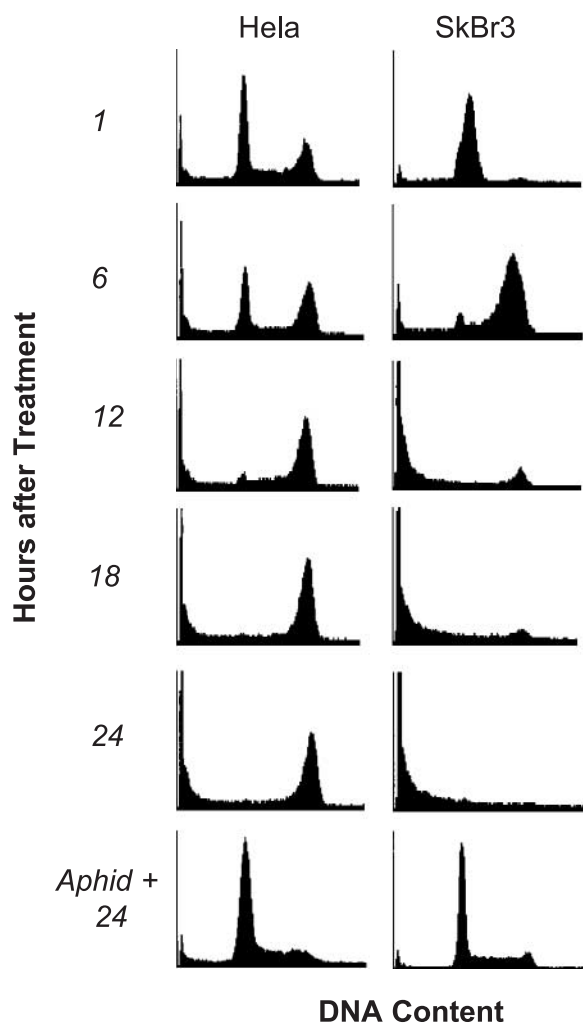 Hela SkBr3
Hours after Treatment
1
6
12
18
24
Aphid +
24
DNA Content